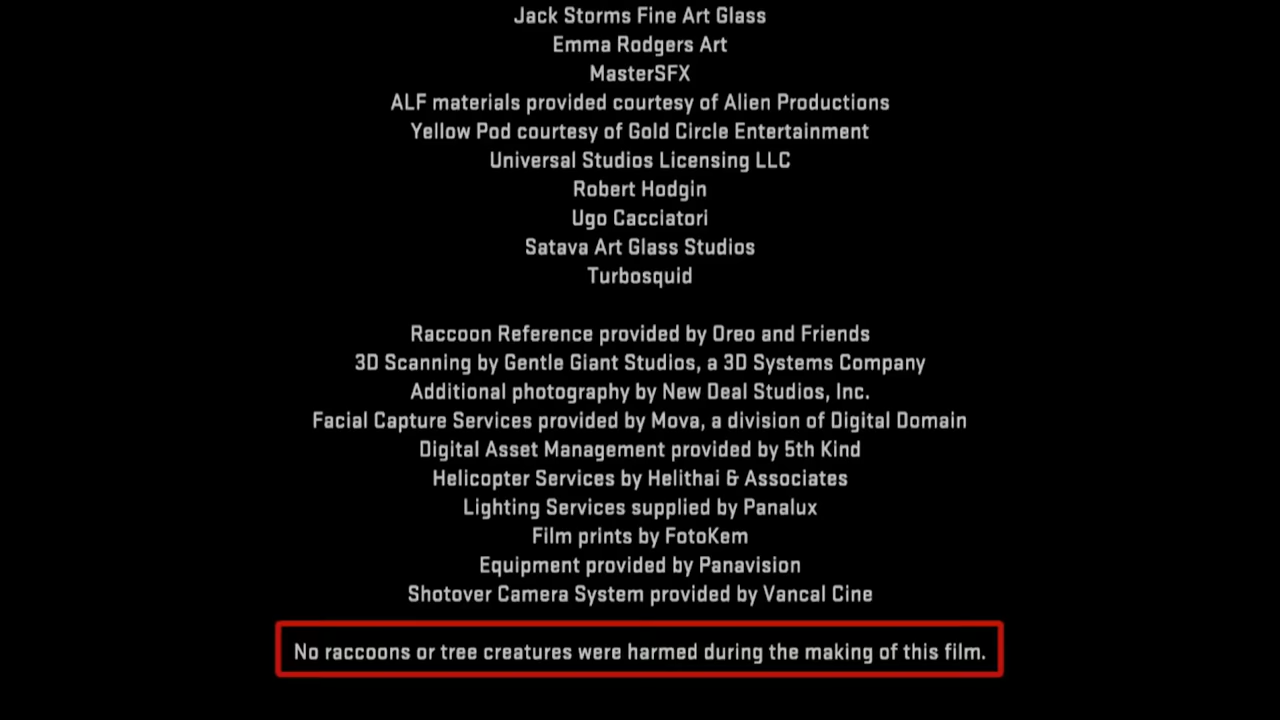 Jack Storms Fine Art Glass
Emma Rodgers Art
MasterSFX
ALF materials provided courtesy of Alien Productions
Yellow Pod courtesy of Gold Circle Entertainment
Universal Studios Licensing LLC
Robert Hodgin
Ugo Cacciatori
Satava Art Glass Studios
Turbosquid
Raccoon Reference provided by Oreo and Friends
3D Scanning by Gentle Giant Studios, a 3D Systems Company
Additional photography by New Deal Studios, Inc.
Facial Capture Services provided by Mova, a division of Digital Domain
Digital Asset Management provided by 5th Kind
Helicopter Services by Helithai & Associates
Lighting Services supplied by Panalux
Film prints by FotoKem
Equipment provided by Panavision
Shotover Camera System provided by Vancal Cine
No raccoons or tree creatures were harmed during the making of this film.